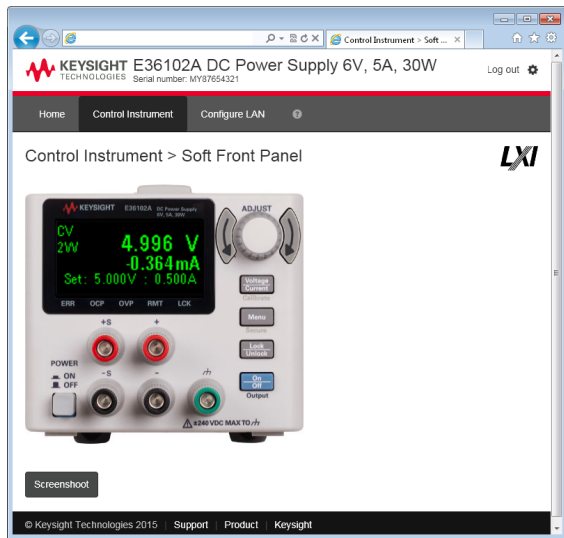 Control Instrument > Soft ...
KEYSIGHT
TECHNOLOGIES
E36102A DC Power Supply 6V, 5A, 30W
Serial number: MY87654321
Log out
Home Control Instrument Configure LAN ?
Control Instrument > Soft Front Panel
LXI
KEYSIGHT E36102A DC Power Supply
6V, 5A, 30W
ADJUST
CV
2W 4.996 V
-0.364mA
Set: 5.000V : 0.500A
ERR OCP OVP RMT LCK
Voltage
Current
Calibrate
Menu
Secure
Lock
Unlock
On
Off
Output
+S +
POWER
ON
OFF
-S -
±240 VDC MAX TO
Screenshoot
© Keysight Technologies 2015 | Support | Product | Keysight